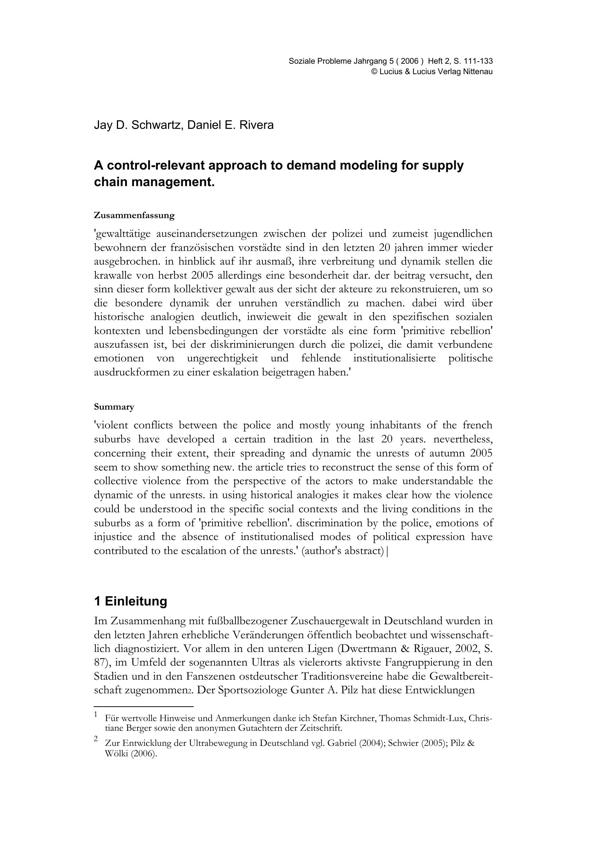 Soziale Probleme Jahrgang 5 ( 2006 ) Heft 2, S. 111-133
© Lucius & Lucius Verlag Nittenau
Jay D. Schwartz, Daniel E. Rivera
A control-relevant approach to demand modeling for supply
chain management.
Zusammenfassung
'gewalttätige auseinandersetzungen zwischen der polizei und zumeist jugendlichen
bewohnern der französischen vorstädte sind in den letzten 20 jahren immer wieder
ausgebrochen. in hinblick auf ihr ausmaß, ihre verbreitung und dynamik stellen die
krawalle von herbst 2005 allerdings eine besonderheit dar. der beitrag versucht, den
sinn dieser form kollektiver gewalt aus der sicht der akteure zu rekonstruieren, um so
die besondere dynamik der unruhen verständlich zu machen. dabei wird über
historische analogien deutlich, inwieweit die gewalt in den spezifischen sozialen
kontexten und lebensbedingungen der vorstädte als eine form 'primitive rebellion'
auszufassen ist, bei der diskriminierungen durch die polizei, die damit verbundene
emotionen von ungerechtigkeit und fehlende institutionalisierte politische
ausdruckformen zu einer eskalation beigetragen haben.'
Summary
'violent conflicts between the police and mostly young inhabitants of the french
suburbs have developed a certain tradition in the last 20 years. nevertheless,
concerning their extent, their spreading and dynamic the unrests of autumn 2005
seem to show something new. the article tries to reconstruct the sense of this form of
collective violence from the perspective of the actors to make understandable the
dynamic of the unrests. in using historical analogies it makes clear how the violence
could be understood in the specific social contexts and the living conditions in the
suburbs as a form of 'primitive rebellion'. discrimination by the police, emotions of
injustice and the absence of institutionalised modes of political expression have
contributed to the escalation of the unrests.' (author's abstract)|
1 Einleitung
Im Zusammenhang mit fußballbezogener Zuschauergewalt in Deutschland wurden in
den letzten Jahren erhebliche Veränderungen öffentlich beobachtet und wissenschaft-
lich diagnostiziert. Vor allem in den unteren Ligen (Dwertmann & Rigauer, 2002, S.
87), im Umfeld der sogenannten Ultras als vielerorts aktivste Fangruppierung in den
Stadien und in den Fanszenen ostdeutscher Traditionsvereine habe die Gewaltbereit-
schaft zugenommen2. Der Sportsoziologe Gunter A. Pilz hat diese Entwicklungen
1 Für wertvolle Hinweise und Anmerkungen danke ich Stefan Kirchner, Thomas Schmidt-Lux, Chris-
tiane Berger sowie den anonymen Gutachtern der Zeitschrift.
2 Zur Entwicklung der Ultrabewegung in Deutschland vgl. Gabriel (2004); Schwier (2005); Pilz &
Wölki (2006).